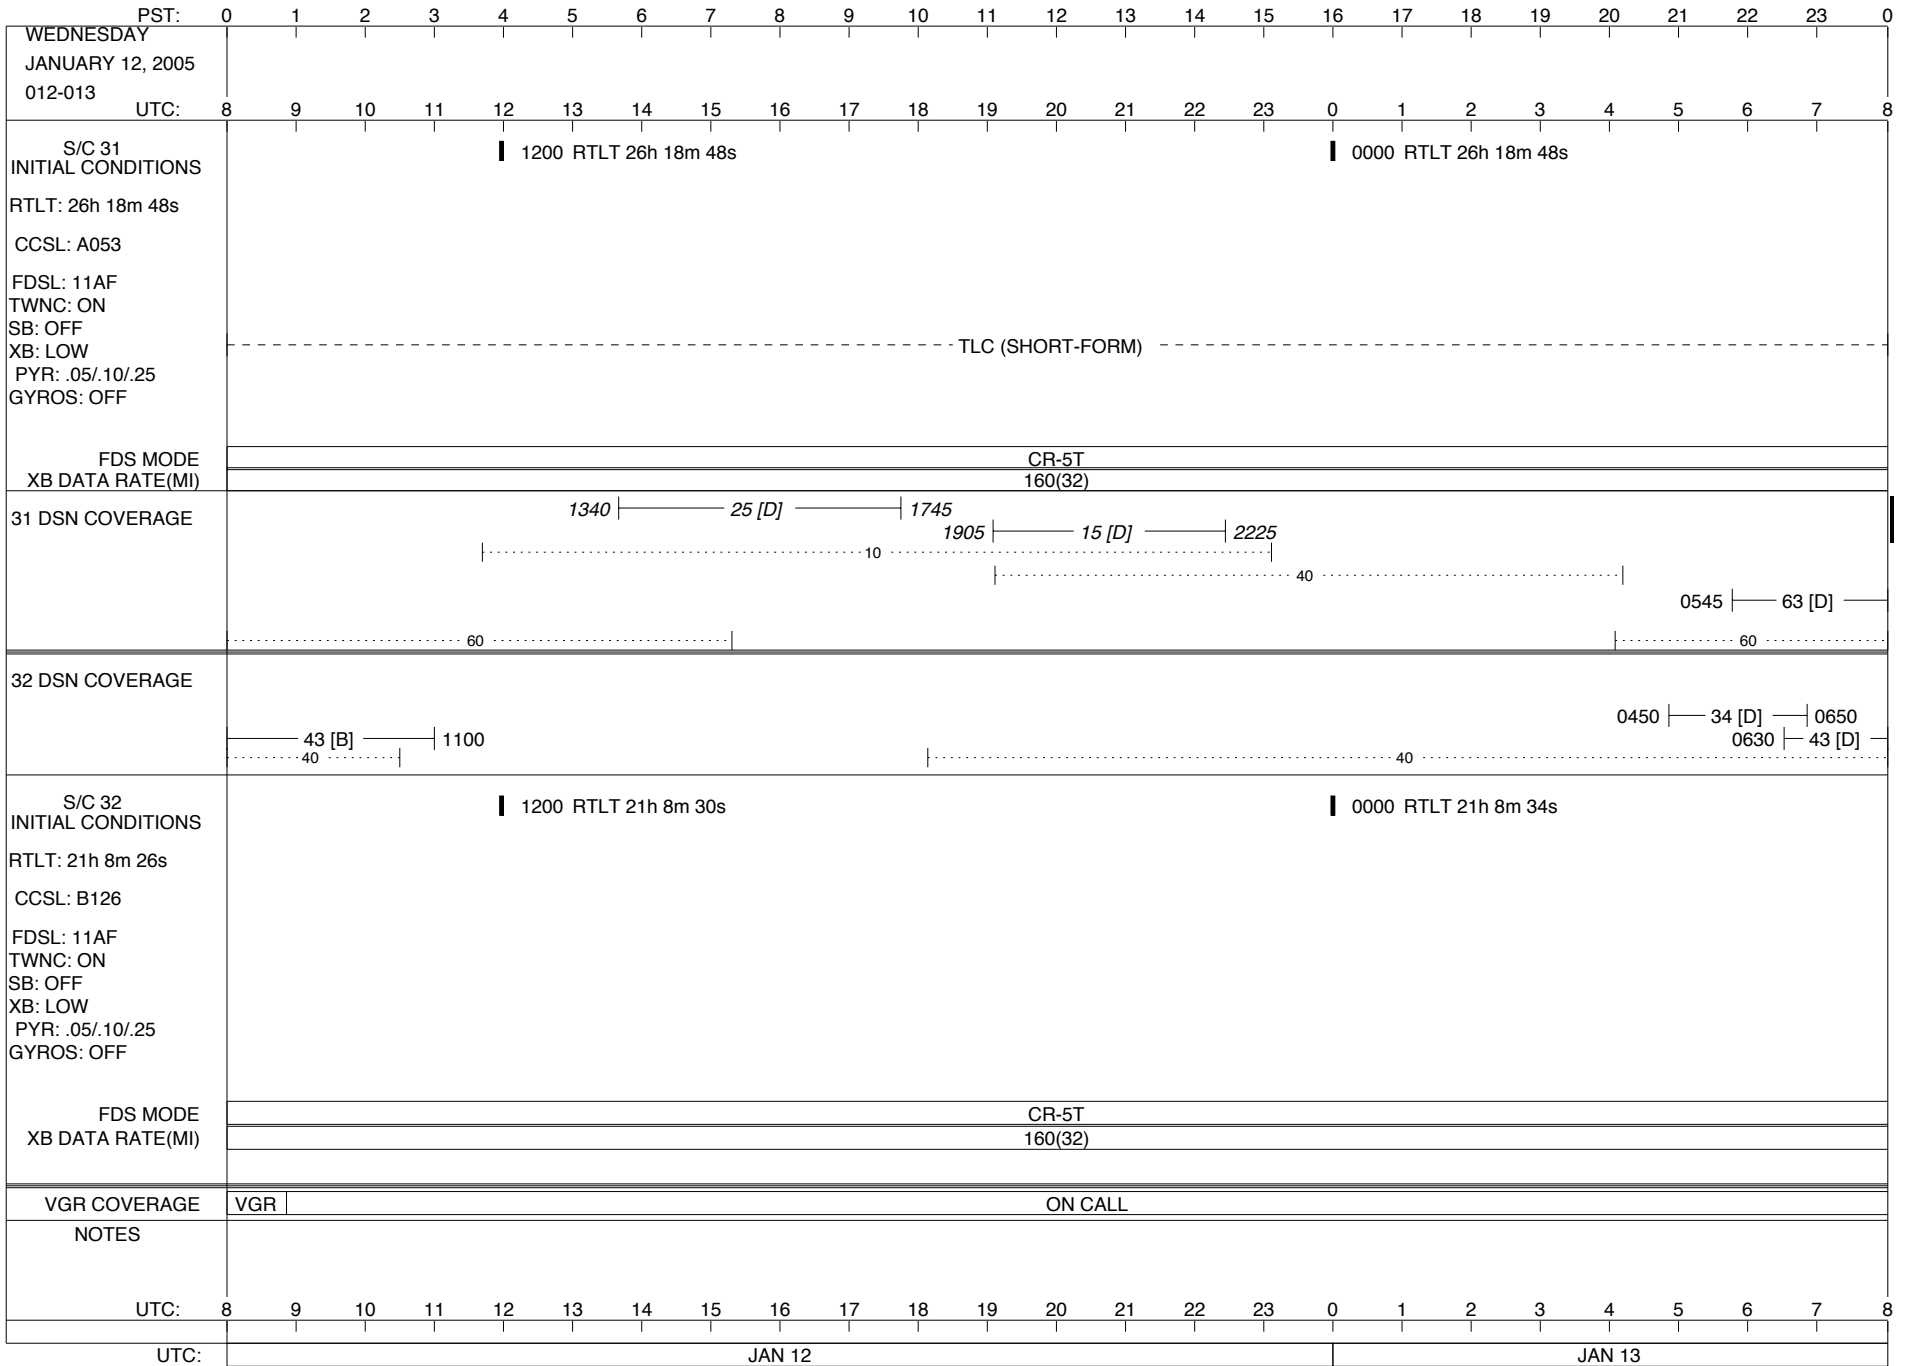 PST: 0 1 2 3 4 5 6 7 8 9 10 11 12 13 14 15 16 17 18 19 20 21 22 23 0
WEDNESDAY
JANUARY 12, 2005
012-013
UTC: 8 9 10 11 12 13 14 15 16 17 18 19 20 21 22 23 0 1 2 3 4 5 6 7 8
S/C 31
INITIAL CONDITIONS
1200 RTLT 26h 18m 48s
0000 RTLT 26h 18m 48s
RTLT: 26h 18m 48s
CCSL: A053
FDSL: 11AF
TWNC: ON
SB: OFF
XB: LOW
TLC (SHORT-FORM)
PYR: .05/.10/.25
GYROS: OFF
FDS MODE CR-5T
XB DATA RATE(MI) 160(32)
31 DSN COVERAGE
1340 25 [D] 1745
1905 15 [D] 2225
10
40
0545 63 [D]
60 60
32 DSN COVERAGE
0450 34 [D] 0650
43 [B] 1100 0630 43 [D]
40 40
S/C 32
INITIAL CONDITIONS
1200 RTLT 21h 8m 30s
0000 RTLT 21h 8m 34s
RTLT: 21h 8m 26s
CCSL: B126
FDSL: 11AF
TWNC: ON
SB: OFF
XB: LOW
PYR: .05/.10/.25
GYROS: OFF
FDS MODE CR-5T
XB DATA RATE(MI) 160(32)
VGR COVERAGE VGR ON CALL
NOTES
UTC: 8 9 10 11 12 13 14 15 16 17 18 19 20 21 22 23 0 1 2 3 4 5 6 7 8
UTC: JAN 12 JAN 13